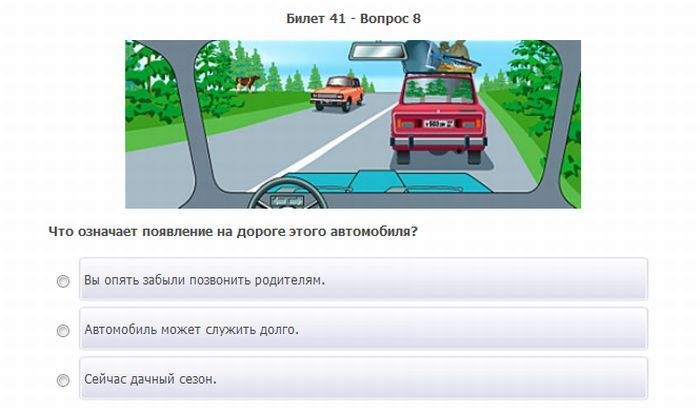 Билет 41 - Вопрос 8
Что означает появление на дороге этого автомобиля?
Вы опять забыли позвонить родителям.
Автомобиль может служить долго.
Сейчас дачный сезон.